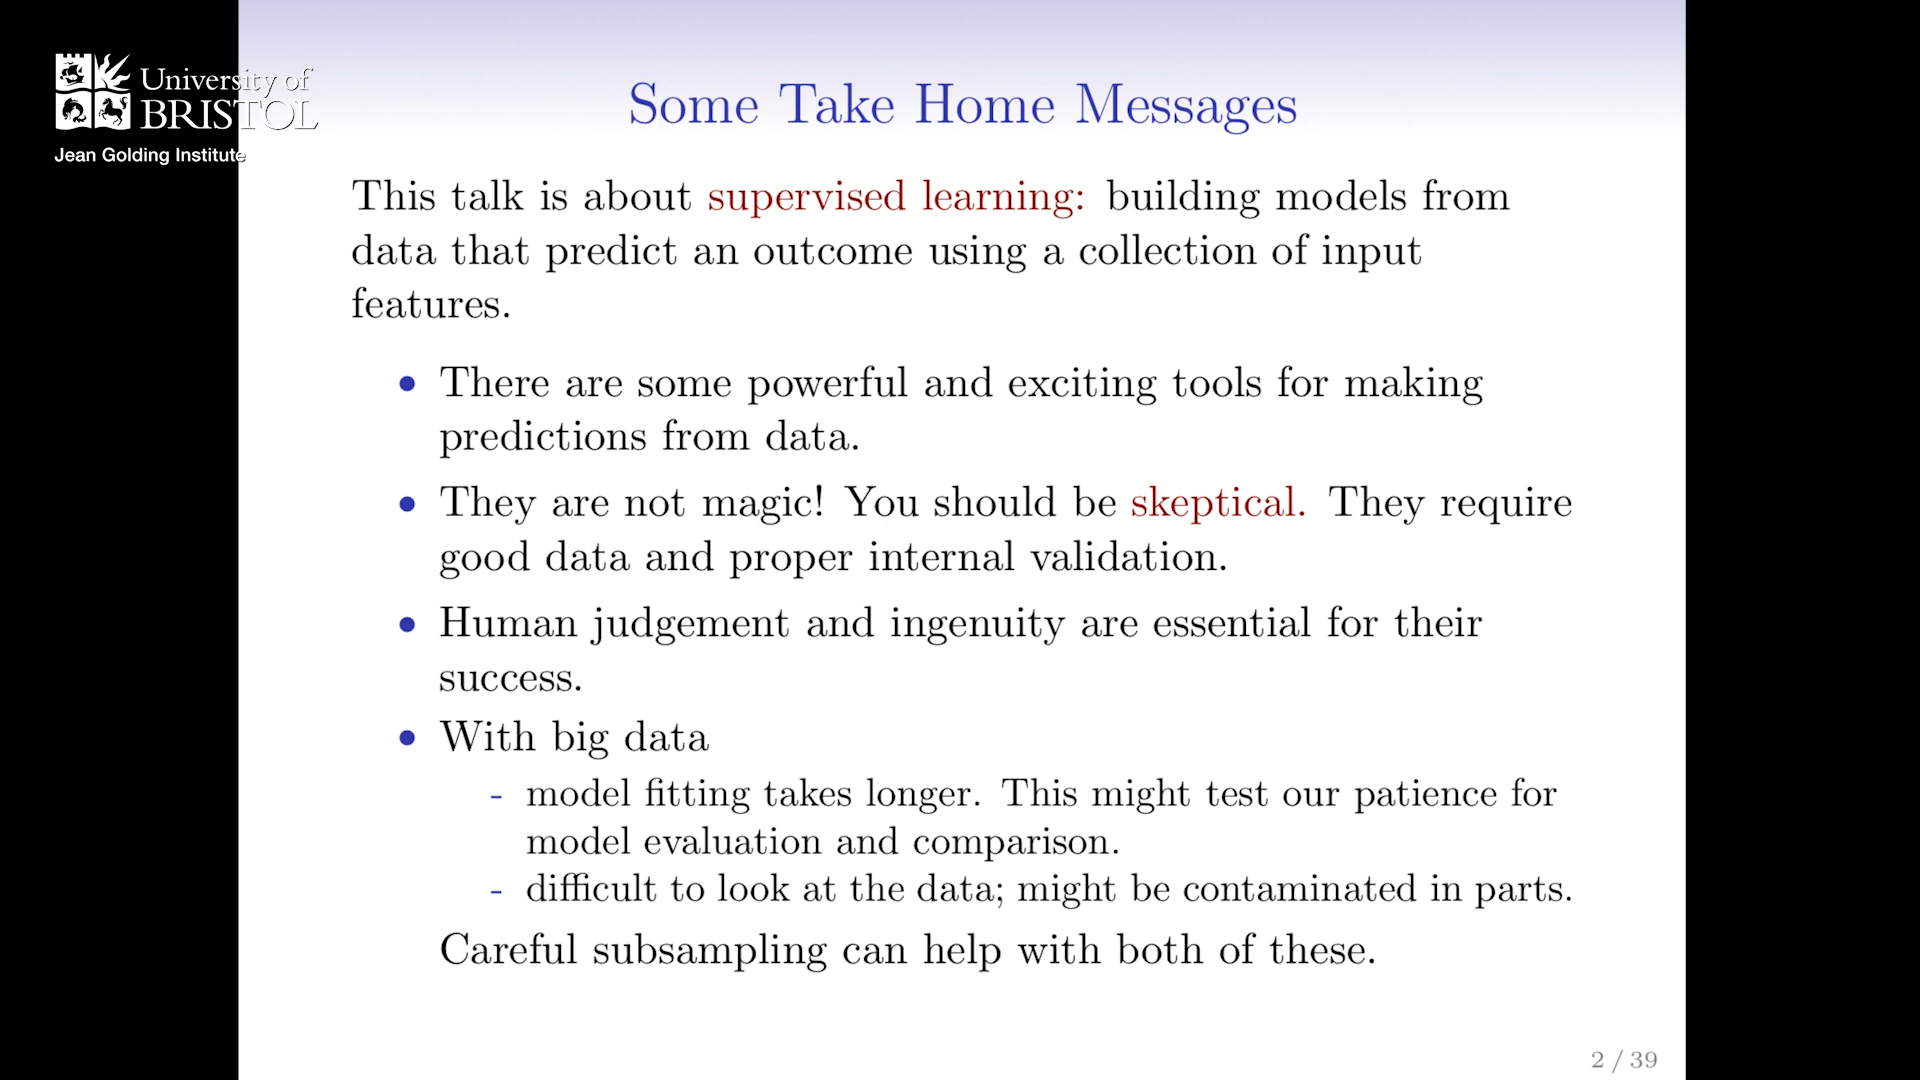 University of
BRISTOL
Jean Golding Institute
Some Take Home Messages
This talk is about supervised learning: building models from
data that predict an outcome using a collection of input
features.
• There are some powerful and exciting tools for making
predictions from data.
• They are not magic! You should be skeptical. They require
good data and proper internal validation.
• Human judgement and ingenuity are essential for their
success.
• With big data
- model fitting takes longer. This might test our patience for
model evaluation and comparison.
- difficult to look at the data; might be contaminated in parts.
Careful subsampling can help with both of these.
2 / 39